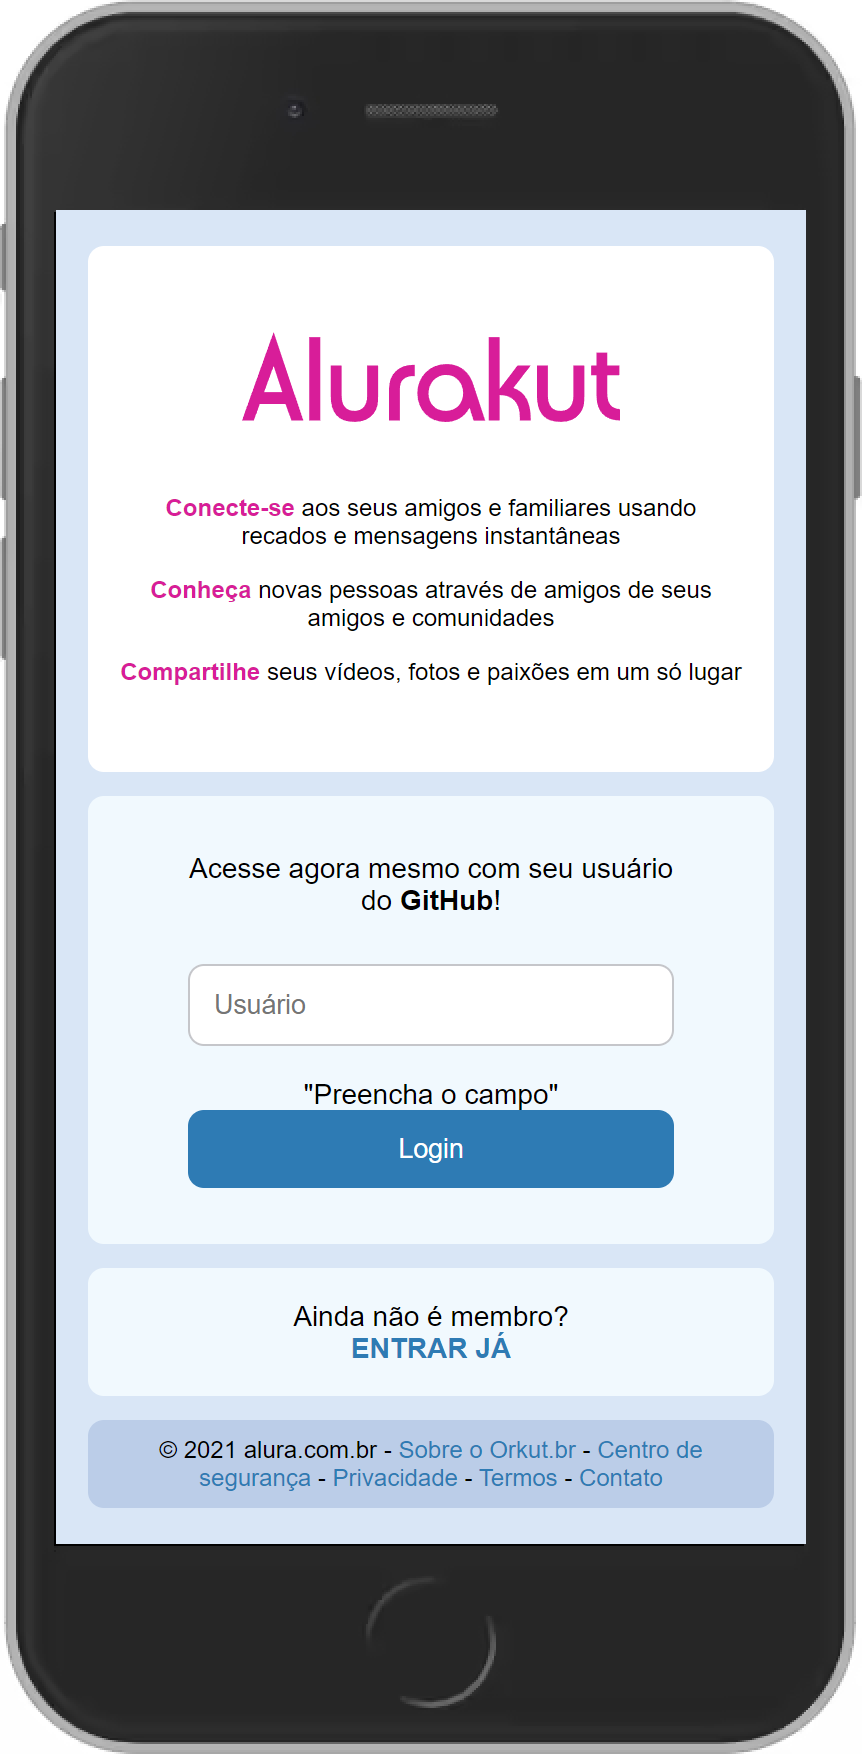 Alurakut
Conecte-se aos seus amigos e familiares usando
recados e mensagens instantâneas
Conheça novas pessoas através de amigos de seus
amigos e comunidades
Compartilhe seus vídeos, fotos e paixões em um só lugar
Acesse agora mesmo com seu usuário
do GitHub!
Usuário
"Preencha o campo"
Login
Ainda não é membro?
ENTRAR JÁ
© 2021 alura.com.br - Sobre o Orkut.br - Centro de
segurança - Privacidade - Termos - Contato